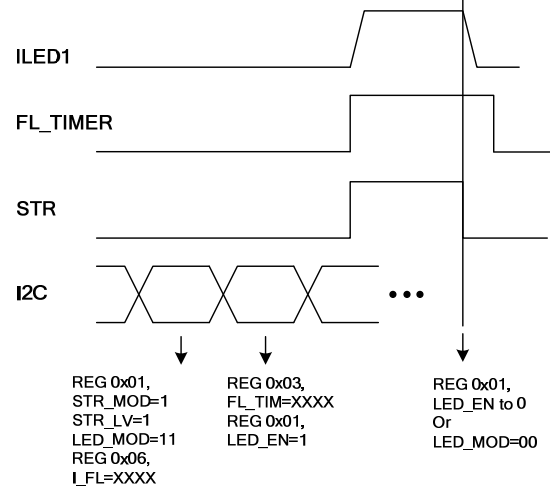 ILED1
FL_TIMER
STR
I2C
REG 0x01,
STR_MOD=1
STR_LV=1
LED_MOD=11
REG 0x06,
I_FL=XXXX
REG 0x03,
FL_TIM=XXXX
REG 0x01,
LED_EN=1
REG 0x01,
LED_EN to 0
Or
LED_MOD=00